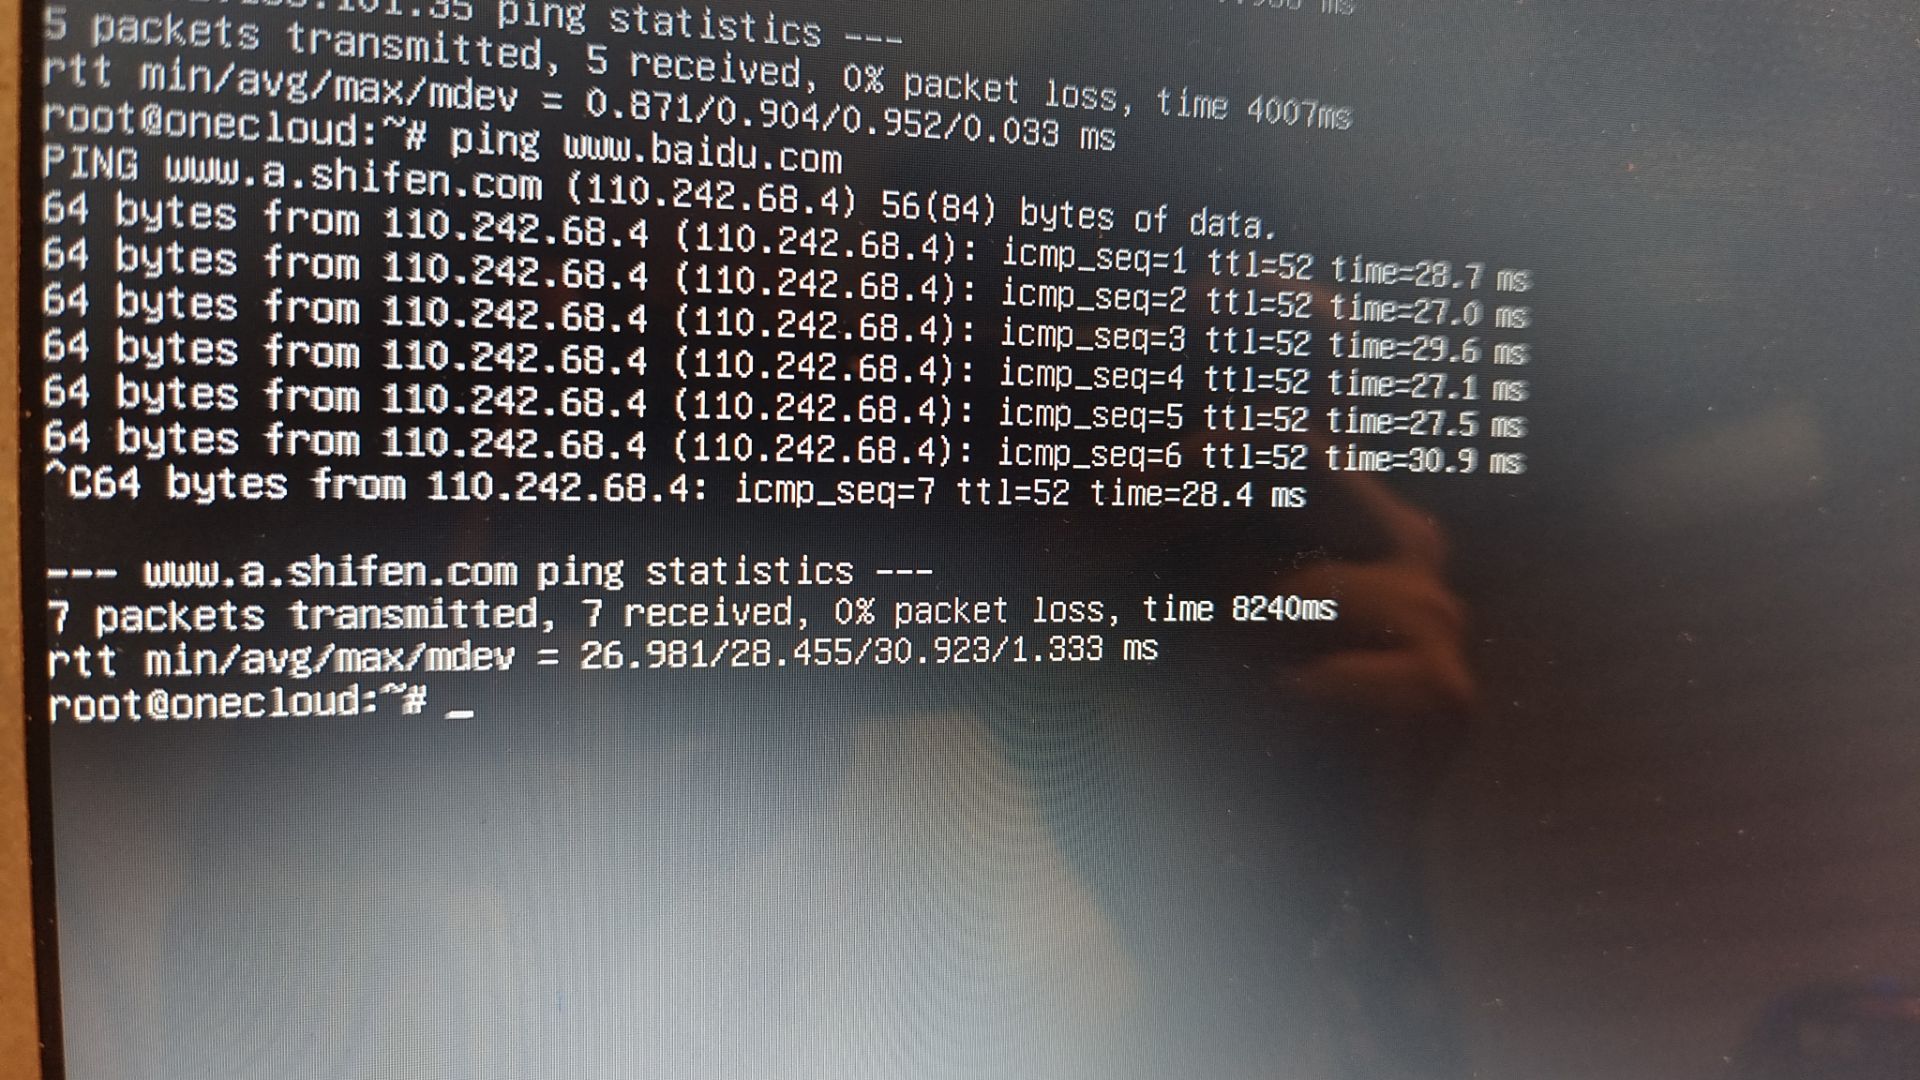 101.35 ping statistics ---
5 packets transmitted, 5 received, 0% packet loss, time 4007ms
rtt min/avg/max/mdev = 0.871/0.904/0.952/0.033 ms
root@onecloud:~# ping www.baidu.com
PING www.a.shifen.com (110.242.68.4) 56(84) bytes of data.
64 bytes from 110.242.68.4 (110.242.68.4): icmp_seq=1 ttl=52 time=28.7 ms
64 bytes from 110.242.68.4 (110.242.68.4): icmp_seq=2 ttl=52 time=27.0 ms
64 bytes from 110.242.68.4 (110.242.68.4): icmp_seq=3 ttl=52 time=29.6 ms
64 bytes from 110.242.68.4 (110.242.68.4): icmp_seq=4 ttl=52 time=27.1 ms
64 bytes from 110.242.68.4 (110.242.68.4): icmp_seq=5 ttl=52 time=27.5 ms
64 bytes from 110.242.68.4 (110.242.68.4): icmp_seq=6 ttl=52 time=30.9 ms
^C64 bytes from 110.242.68.4: icmp_seq=7 ttl=52 time=28.4 ms
--- www.a.shifen.com ping statistics ---
7 packets transmitted, 7 received, 0% packet loss, time 8240ms
rtt min/avg/max/mdev = 26.981/28.455/30.923/1.333 ms
root@onecloud:~# _